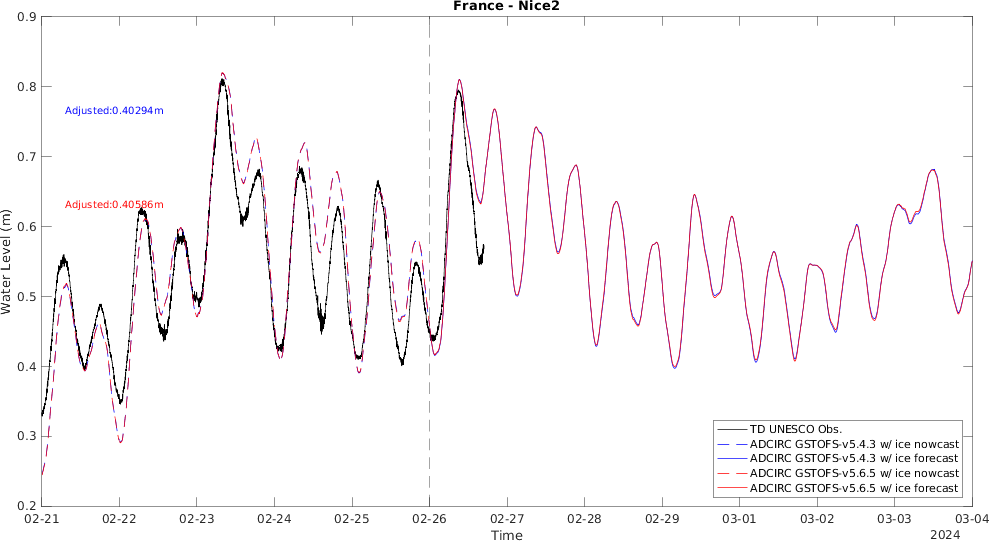 France - Nice2
0.9
0.8
0.7
0.6
0.5
0.4
0.3
0.2
Water Level (m)
Adjusted:0.40294m
Adjusted:0.40586m
TD UNESCO Obs.
ADCIRC GSTOFS-v5.4.3 w/ ice nowcast
ADCIRC GSTOFS-v5.4.3 w/ ice forecast
ADCIRC GSTOFS-v5.6.5 w/ ice nowcast
ADCIRC GSTOFS-v5.6.5 w/ ice forecast
02-21 02-22 02-23 02-24 02-25 02-26 02-27 02-28 02-29 03-01 03-02 03-03 03-04
Time 2024